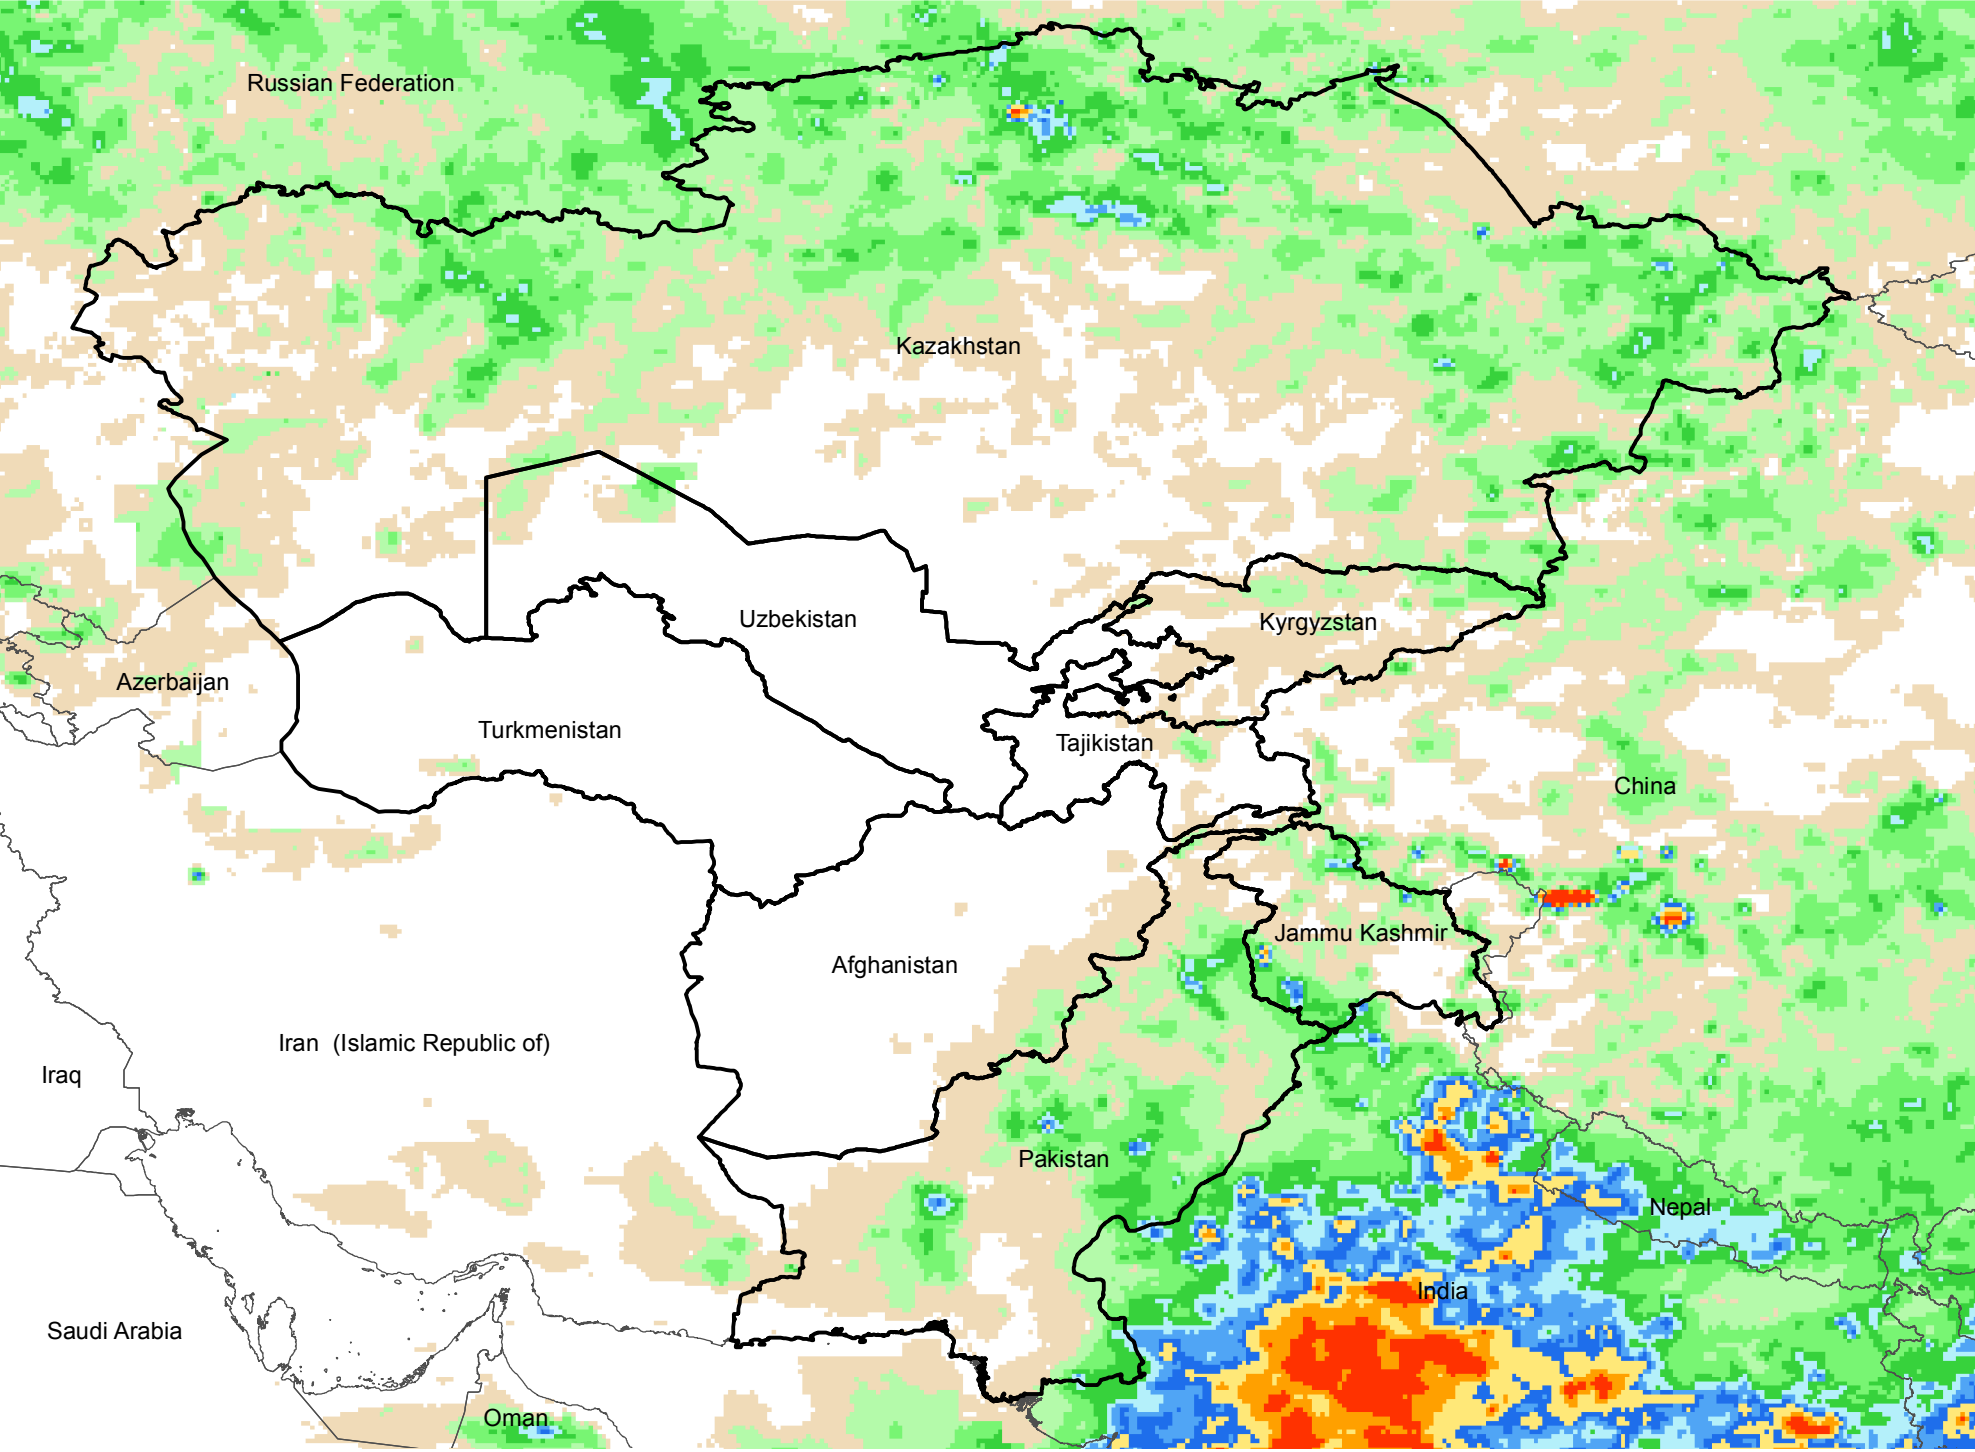 Russian Federation
Kazakhstan
Uzbekistan
Kyrgyzstan
Azerbaijan
Turkmenistan
Tajikistan
China
Jammu Kashmir
Afghanistan
Iran  (Islamic Republic of)
Iraq
Pakistan
Nepal
India
Saudi Arabia
Oman